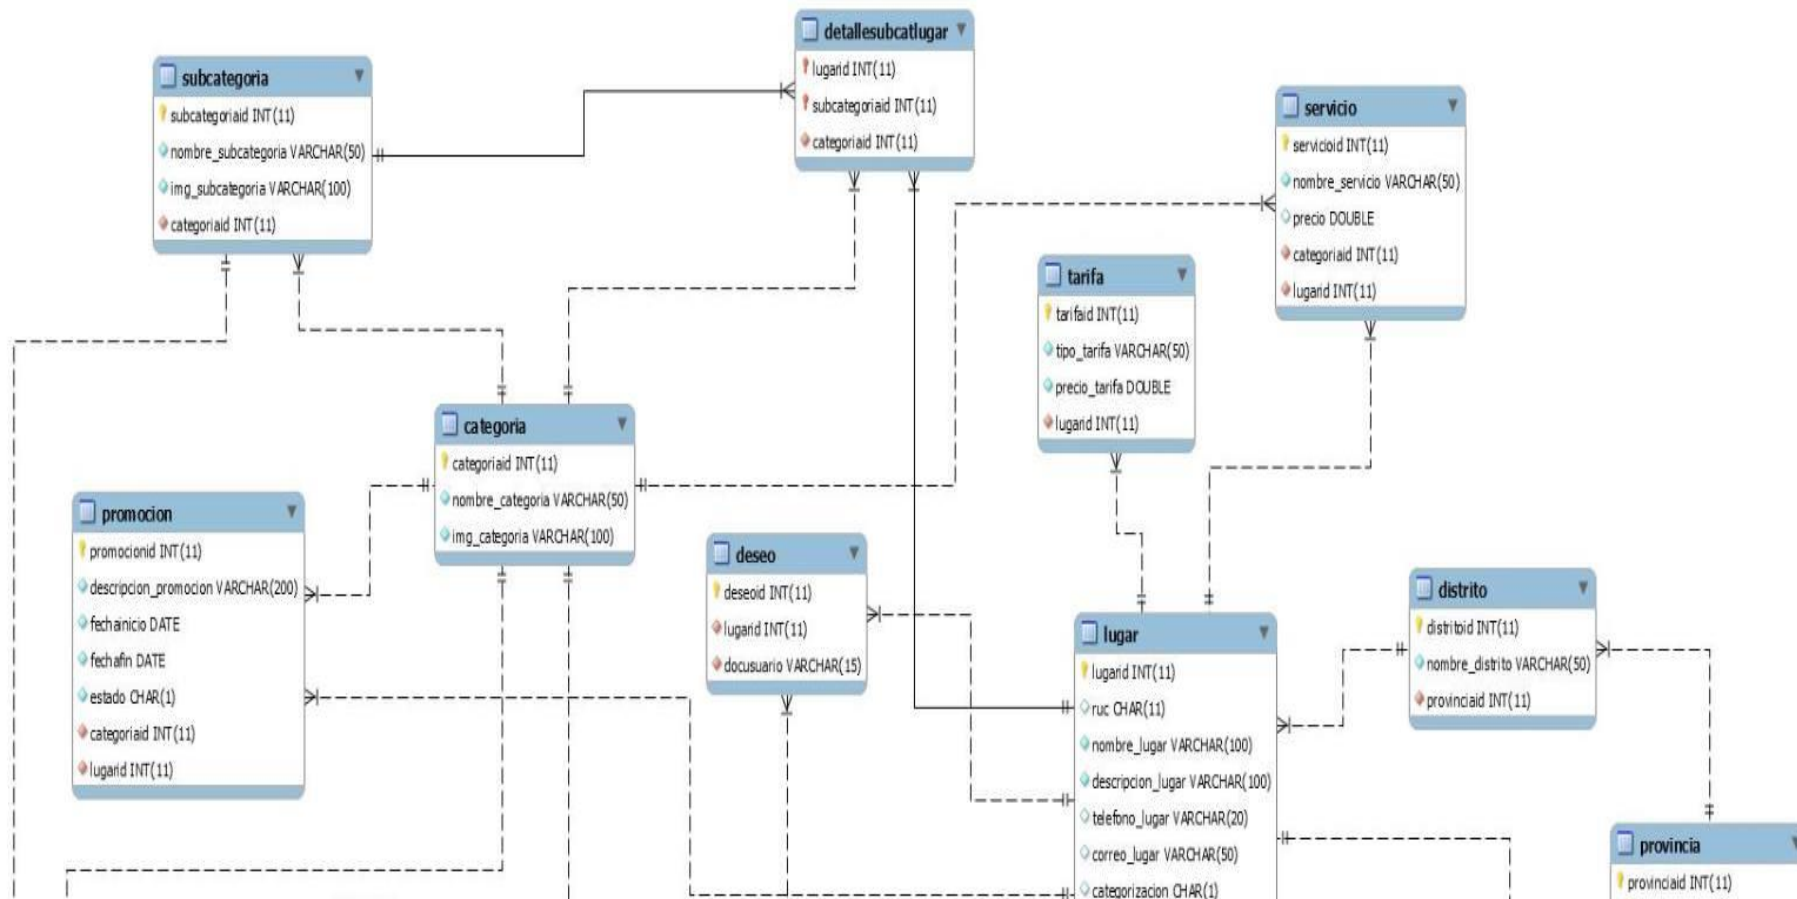 detallesubcatlugar
lugarid INT(11)
subcategoriaid INT(11)
categoriaid INT(11)
subcategoria
subcategoriaid INT(11)
nombre_subcategoria VARCHAR(50)
img_subcategoria VARCHAR(100)
categoriaid INT(11)
servicio
servicioid INT(11)
nombre_servicio VARCHAR(50)
precio DOUBLE
categoriaid INT(11)
lugarid INT(11)
tarifa
tarifaid INT(11)
tipo_tarifa VARCHAR(50)
precio_tarifa DOUBLE
lugarid INT(11)
categoria
categoriaid INT(11)
nombre_categoria VARCHAR(50)
img_categoria VARCHAR(100)
promocion
promocionid INT(11)
descripcion_promocion VARCHAR(200)
fechainicio DATE
fechafin DATE
estado CHAR(1)
categoriaid INT(11)
lugarid INT(11)
deseo
deseoid INT(11)
lugarid INT(11)
docusuario VARCHAR(15)
lugar
lugarid INT(11)
ruc CHAR(11)
nombre_lugar VARCHAR(100)
descripcion_lugar VARCHAR(100)
telefono_lugar VARCHAR(20)
correo_lugar VARCHAR(50)
categorizacion CHAR(1)
distrito
distritoid INT(11)
nombre_distrito VARCHAR(50)
provinciaid INT(11)
provincia
provinciaid INT(11)